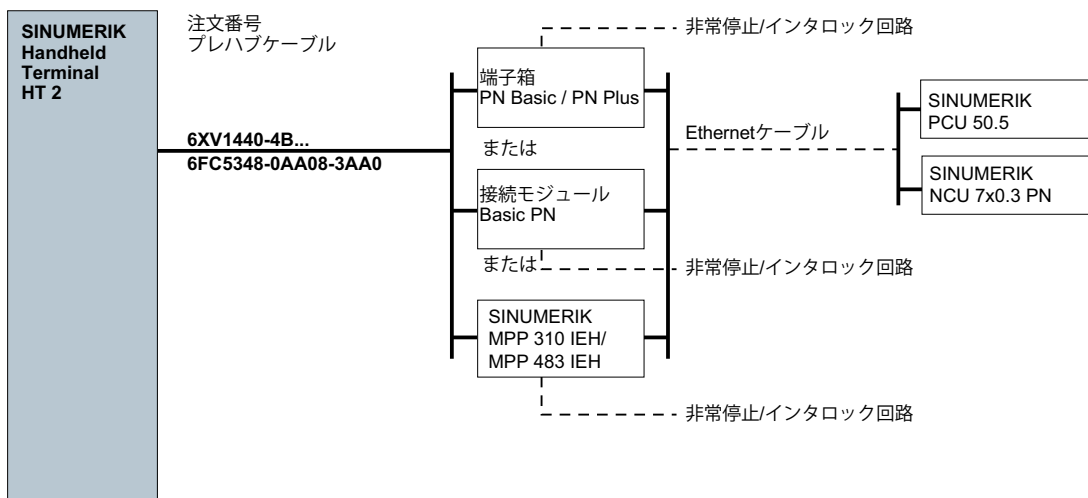 SINUMERIK
Handheld
Terminal
HT 2
注文番号
プレハブケーブル
6XV1440-4B...
6FC5348-0AA08-3AA0
非常停止/インタロック回路
端子箱
PN Basic / PN Plus
または
接続モジュール
Basic PN
または
非常停止/インタロック回路
SINUMERIK
MPP 310 IEH/
MPP 483 IEH
非常停止/インタロック回路
Ethernetケーブル
SINUMERIK
PCU 50.5
SINUMERIK
NCU 7x0.3 PN